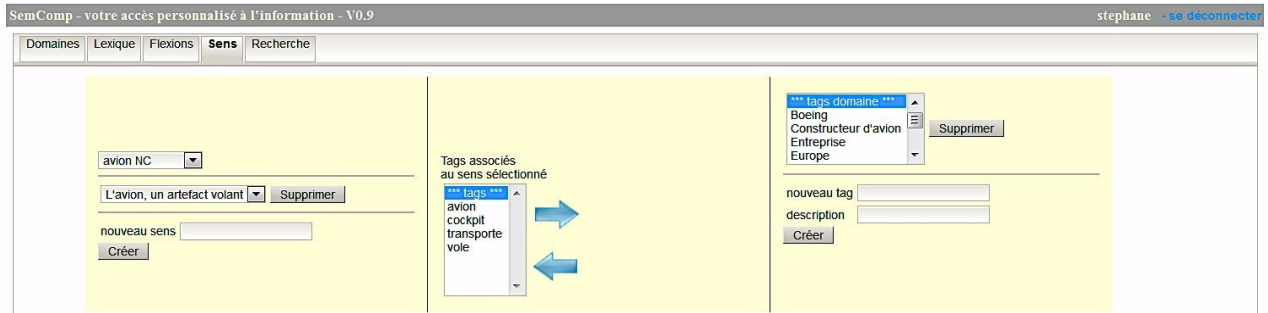 SemComp - votre accès personnalisé à l'information - V0.9
stephane - se déconnecter
Domaines Lexique Flexions Sens Recherche
avion NC
L'avion, un artefact volant Supprimer
nouveau sens
Créer
Tags associés
au sens sélectionné
*** tags ***
avion
cockpit
transporte
vole
*** tags domaine ***
Boeing
Constructeur d'avion
Entreprise
Europe
Supprimer
nouveau tag
description
Créer